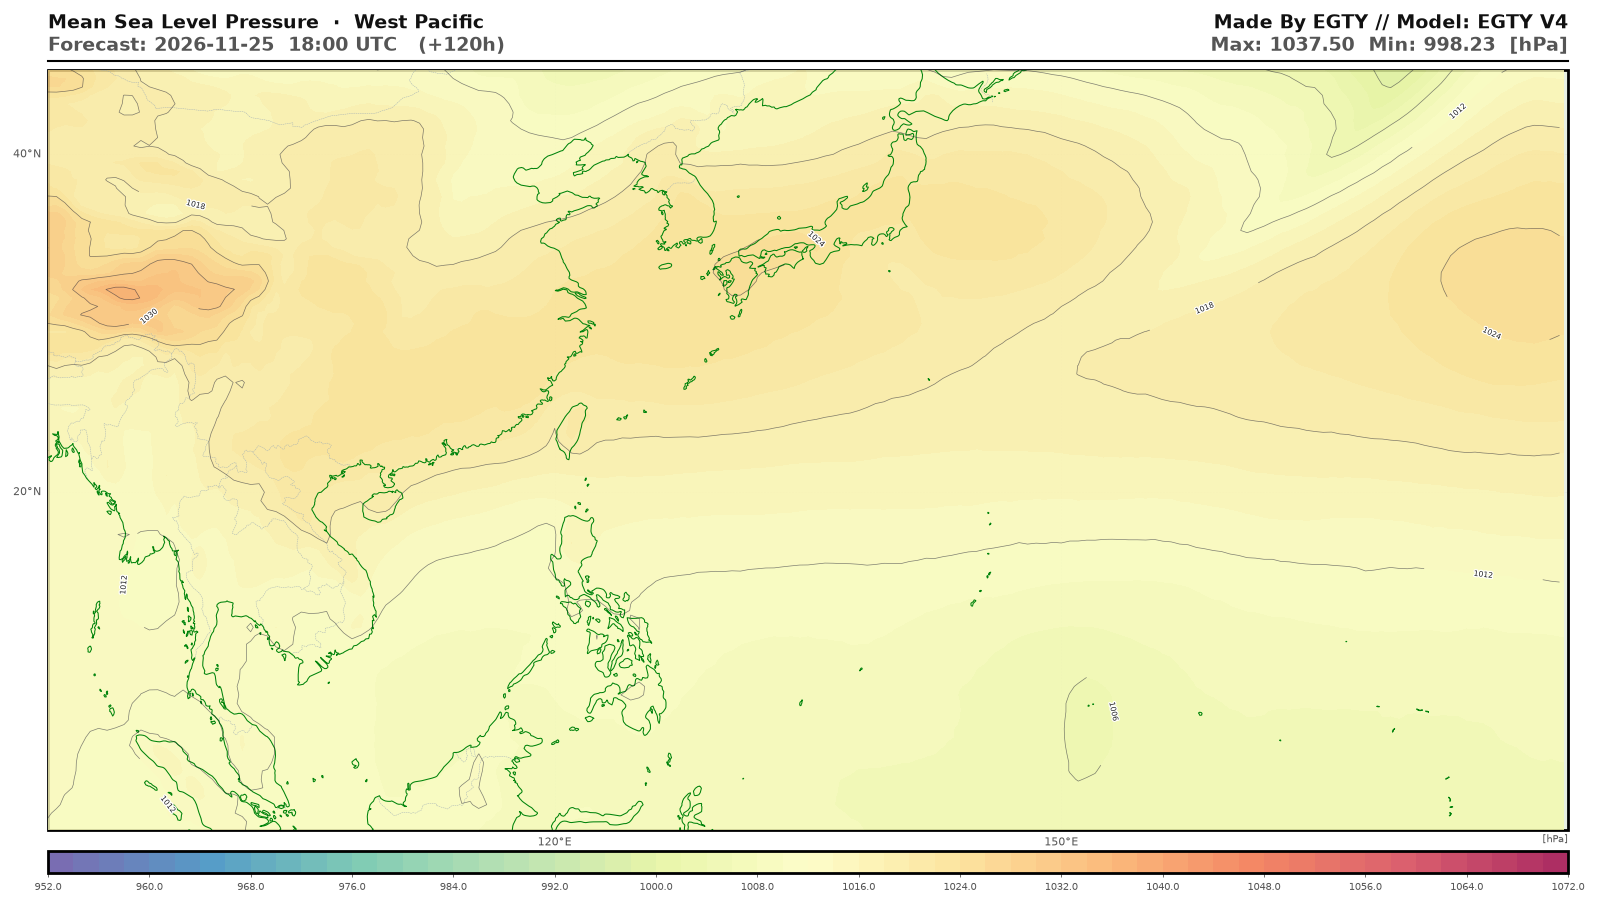 Mean Sea Level Pressure · West Pacific
Made By EGTY // Model: EGTY V4
Forecast: 2026-11-25 18:00 UTC (+120h)
Max: 1037.50 Min: 998.23 [hPa]
1012
40°N
1018
1024
1018
1030
1024
20°N
1012
1012
1006
1012
120°E
150°E
[hPa]
952.0 960.0 968.0 976.0 984.0 992.0 1000.0 1008.0 1016.0 1024.0 1032.0 1040.0 1048.0 1056.0 1064.0 1072.0